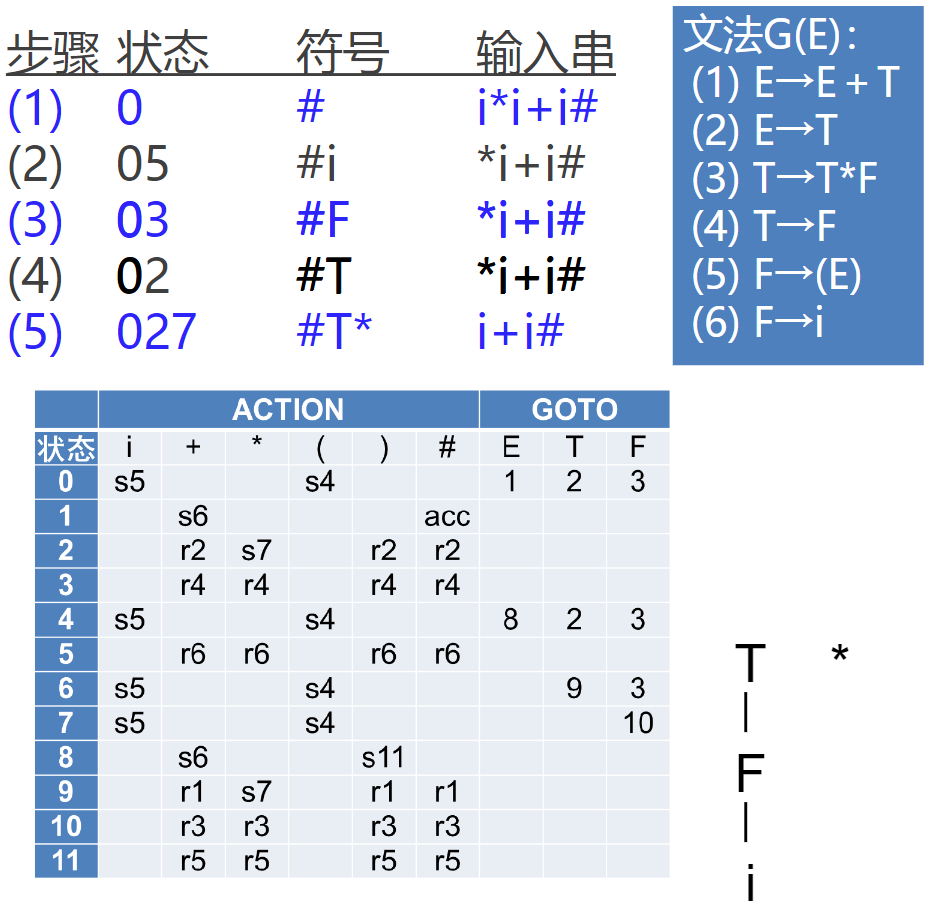 步骤 状态 符号 输入串
(1) 0 # i*i+i#
(2) 05 #i *i+i#
(3) 03 #F *i+i#
(4) 02 #T *i+i#
(5) 027 #T* i+i#
文法G(E)：
(1) E→E + T
(2) E→T
(3) T→T*F
(4) T→F
(5) F→(E)
(6) F→i
ACTION GOTO
状态 i + * ( ) # E T F
0 s5 s4 1 2 3
1 s6 acc
2 r2 s7 r2 r2
3 r4 r4 r4 r4
4 s5 s4 8 2 3
5 r6 r6 r6 r6
6 s5 s4 9 3
7 s5 s4 10
8 s6 s11
9 r1 s7 r1 r1
10 r3 r3 r3 r3
11 r5 r5 r5 r5
T *
F
i